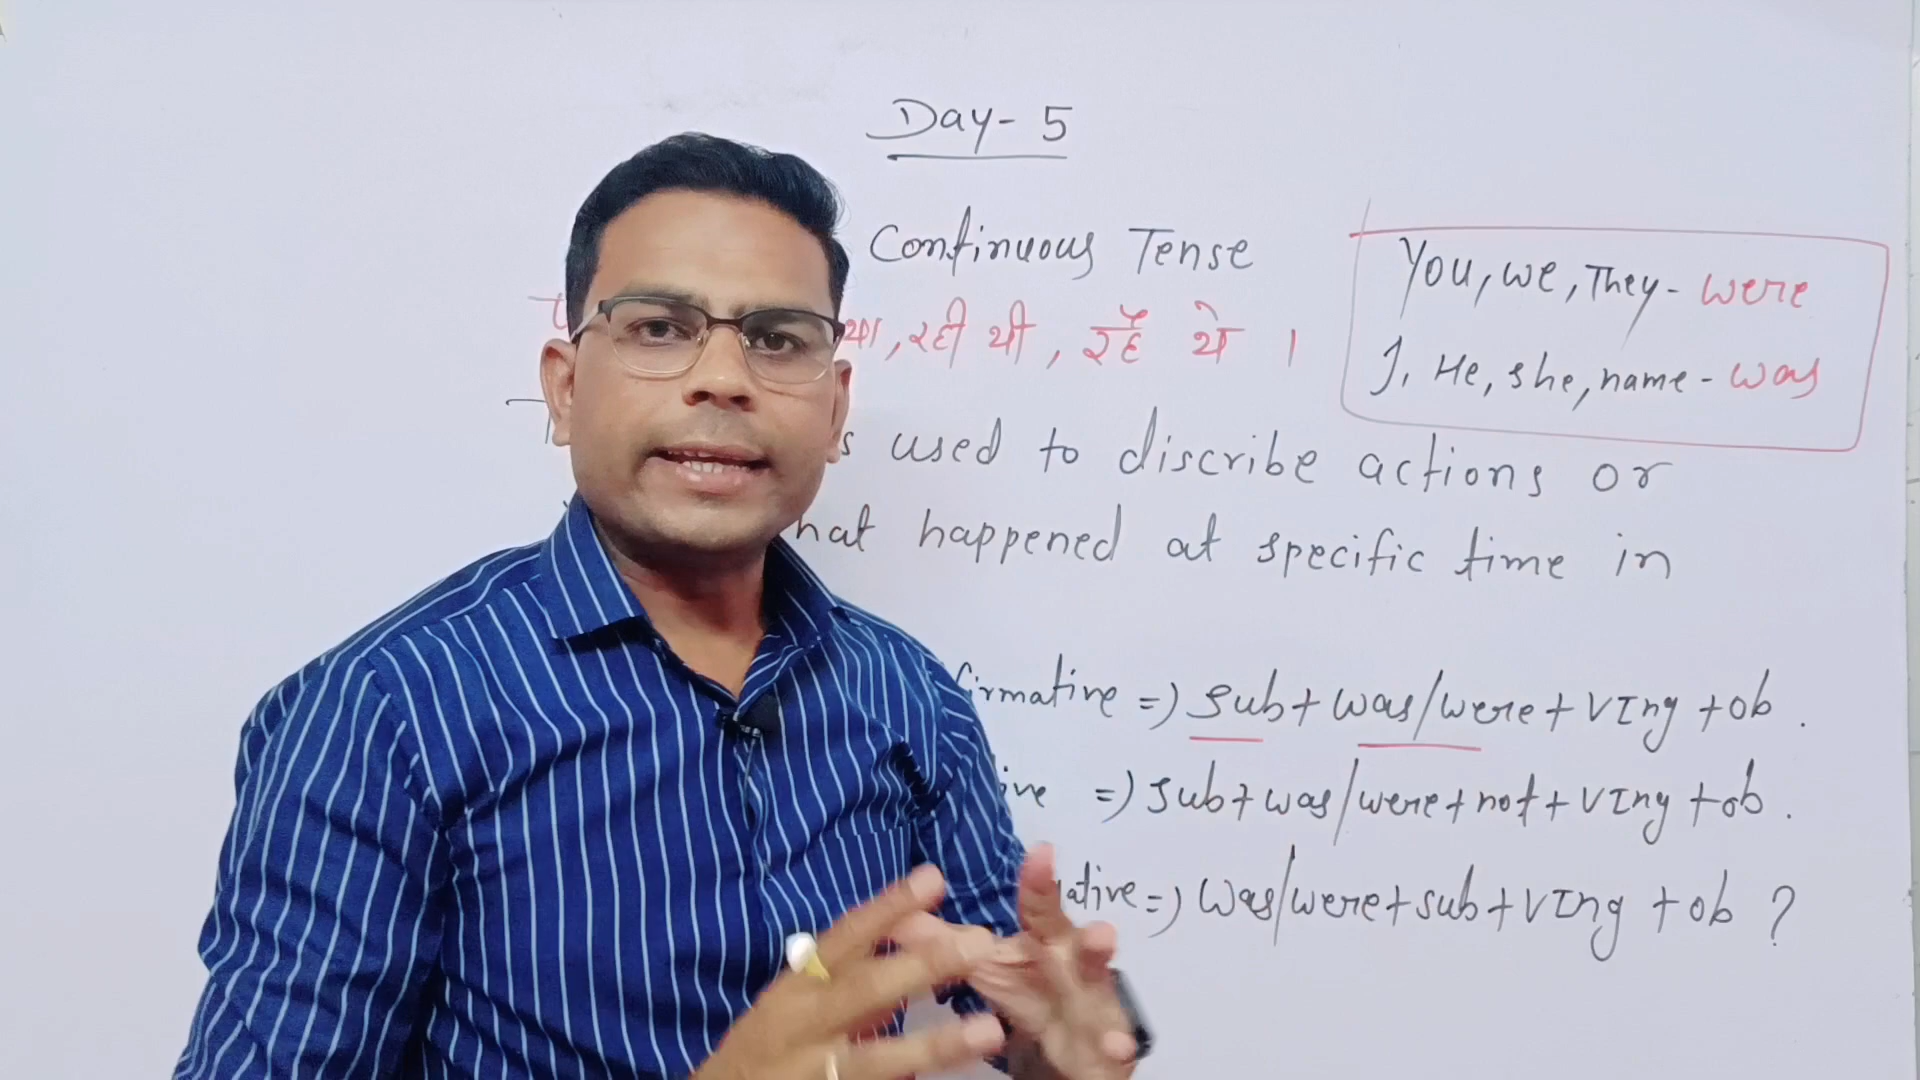 Day- 5
Continuous Tense
था, रही थी, रहे थे ।
You, we, They - were
I, He, she, name - was
used to discribe actions or
happened at specific time in
=) sub + was/were + VIng + ob .
=) sub + was/were + not + VIng + ob .
=) Was/were + sub + VIng + ob ?